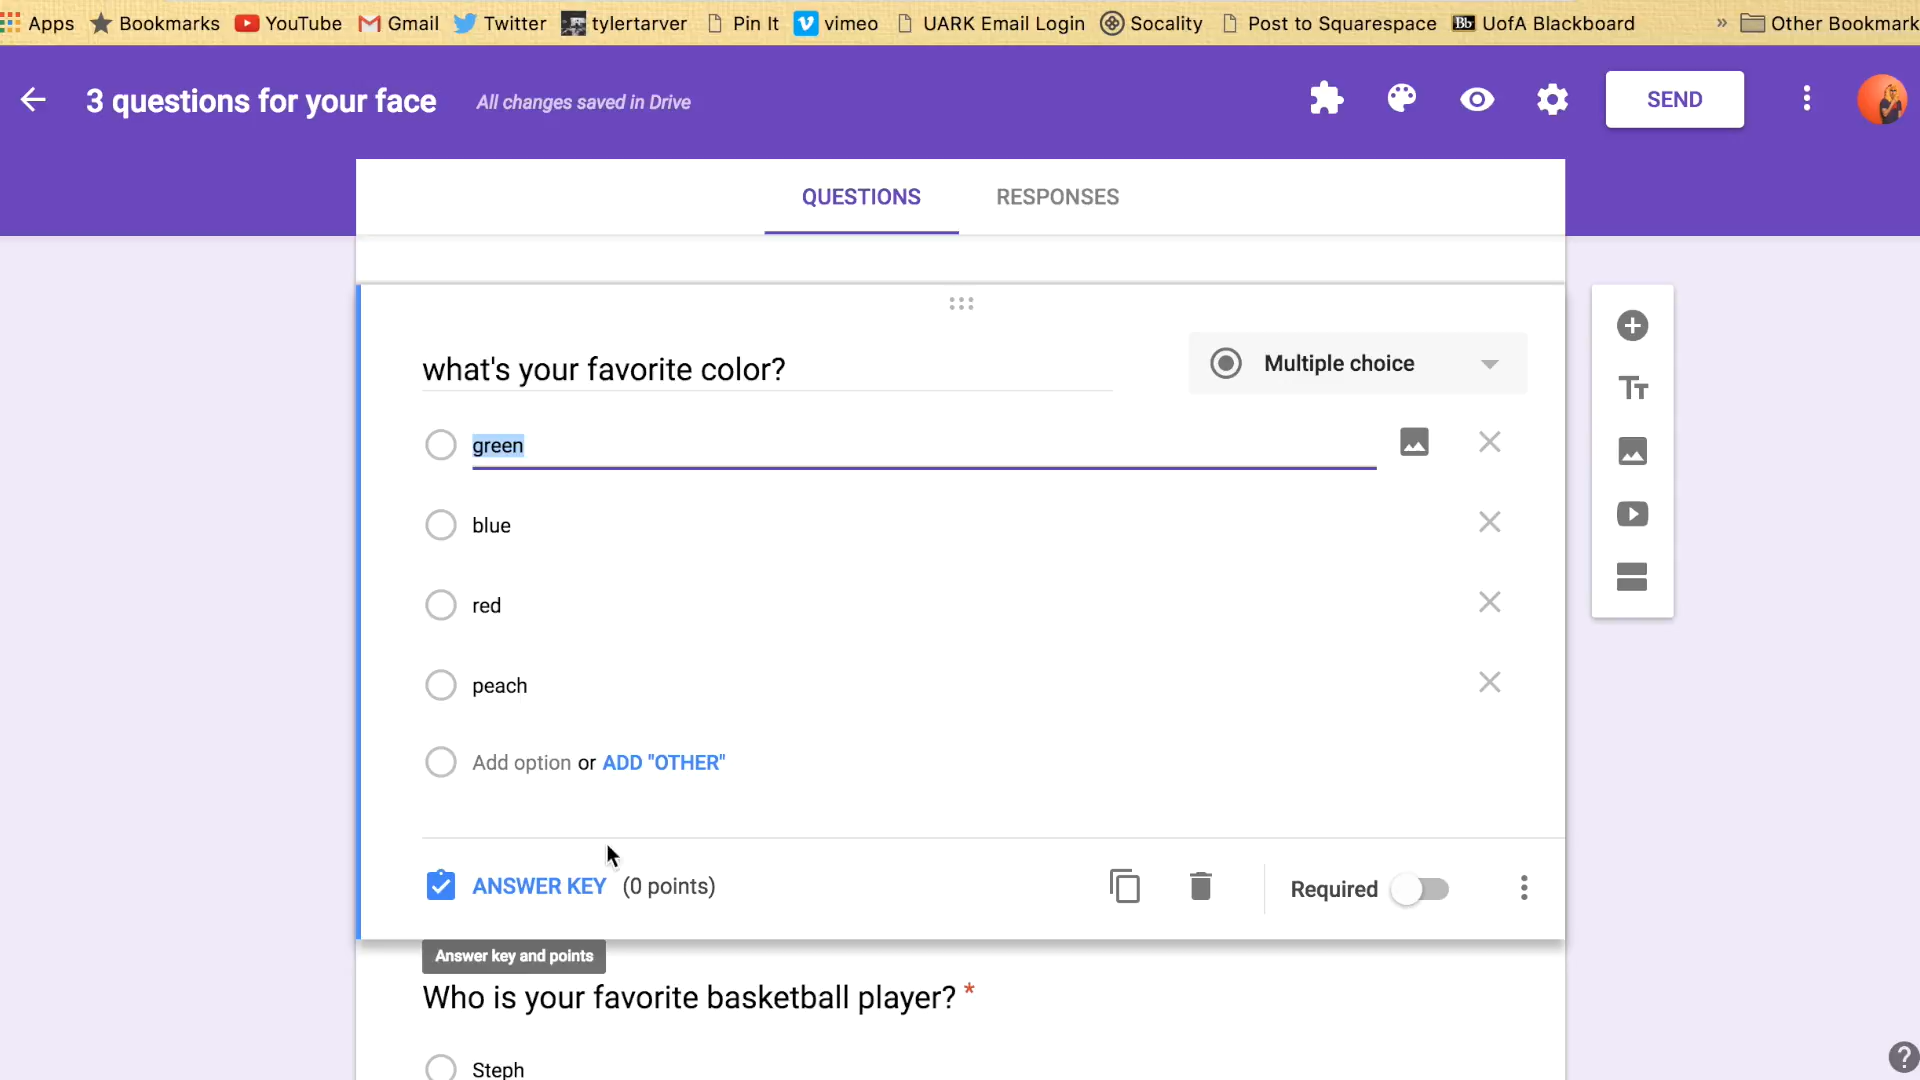 Apps Bookmarks YouTube Gmail Twitter tylertarver Pin It vimeo UARK Email Login Socality Post to Squarespace Bb UofA Blackboard » Other Bookmark
3 questions for your face All changes saved in Drive SEND
QUESTIONS RESPONSES
what's your favorite color? Multiple choice
green
blue
red
peach
Add option or ADD "OTHER"
ANSWER KEY (0 points) Required
Answer key and points
Who is your favorite basketball player? *
Steph